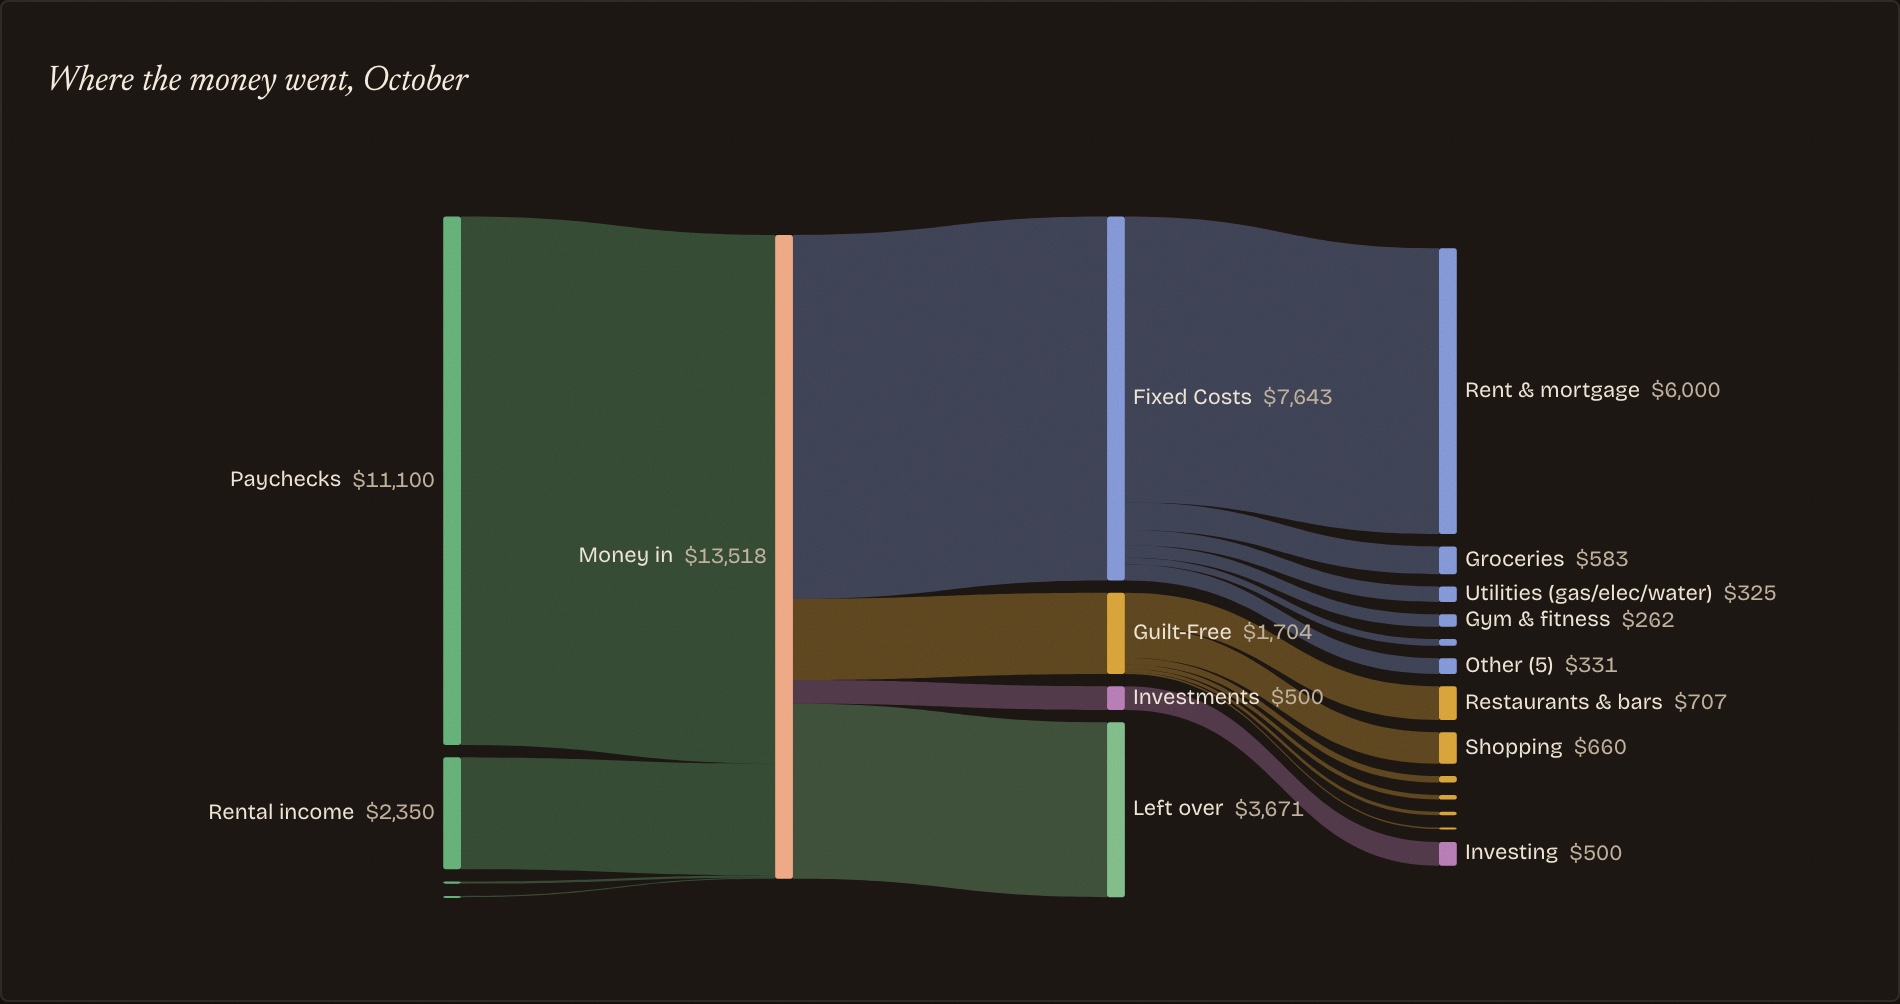 Where the money went, October
Paychecks $11,100
Rental income $2,350
Money in $13,518
Fixed Costs $7,643
Guilt-Free $1,704
Investments $500
Left over $3,671
Rent & mortgage $6,000
Groceries $583
Utilities (gas/elec/water) $325
Gym & fitness $262
Other (5) $331
Restaurants & bars $707
Shopping $660
Investing $500